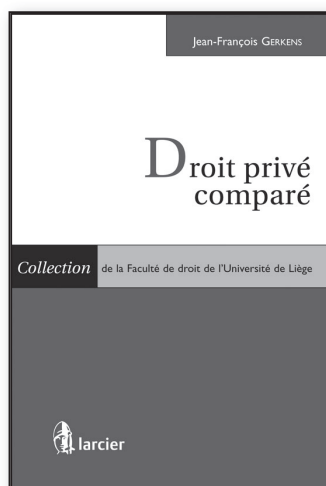 Jean-François GERKENS
Droit privé
comparé
Collection de la Faculté de droit de l'Université de Liège
larcier